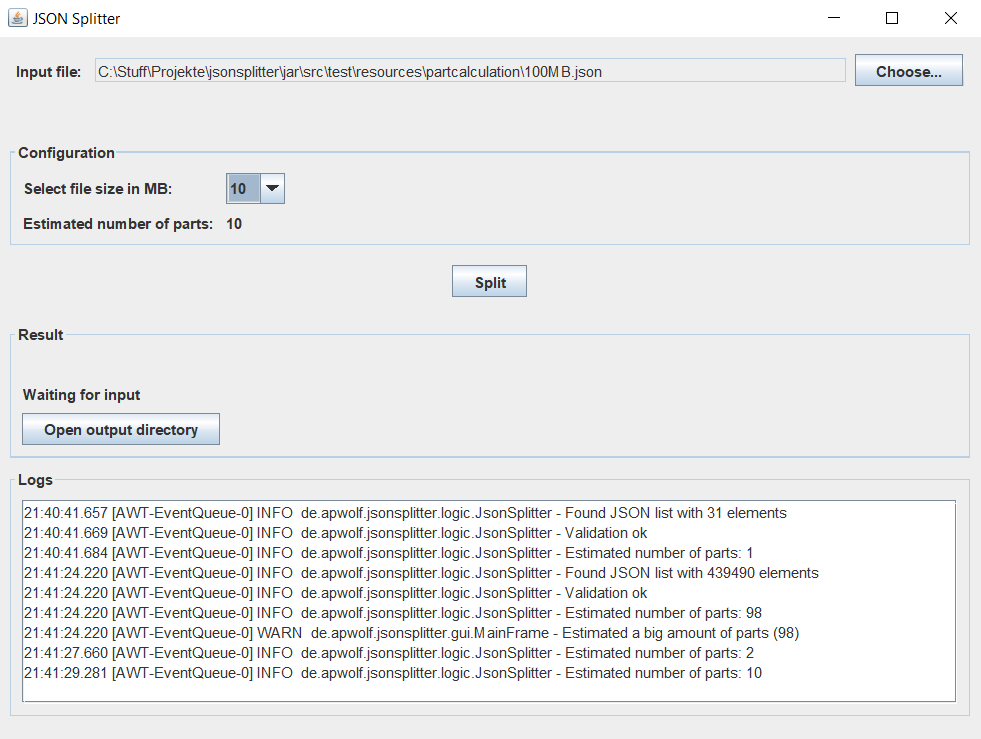 JSON Splitter
Input file: C:\Stuff\Projekte\jsonsplitter\jar\src\test\resources\partcalculation\100MB.json Choose...
Configuration
Select file size in MB: 10
Estimated number of parts: 10
Split
Result
Waiting for input
Open output directory
Logs
21:40:41.657 [AWT-EventQueue-0] INFO  de.apwolf.jsonsplitter.logic.JsonSplitter - Found JSON list with 31 elements
21:40:41.669 [AWT-EventQueue-0] INFO  de.apwolf.jsonsplitter.logic.JsonSplitter - Validation ok
21:40:41.684 [AWT-EventQueue-0] INFO  de.apwolf.jsonsplitter.logic.JsonSplitter - Estimated number of parts: 1
21:41:24.220 [AWT-EventQueue-0] INFO  de.apwolf.jsonsplitter.logic.JsonSplitter - Found JSON list with 439490 elements
21:41:24.220 [AWT-EventQueue-0] INFO  de.apwolf.jsonsplitter.logic.JsonSplitter - Validation ok
21:41:24.220 [AWT-EventQueue-0] INFO  de.apwolf.jsonsplitter.logic.JsonSplitter - Estimated number of parts: 98
21:41:24.220 [AWT-EventQueue-0] WARN  de.apwolf.jsonsplitter.gui.MainFrame - Estimated a big amount of parts (98)
21:41:27.660 [AWT-EventQueue-0] INFO  de.apwolf.jsonsplitter.logic.JsonSplitter - Estimated number of parts: 2
21:41:29.281 [AWT-EventQueue-0] INFO  de.apwolf.jsonsplitter.logic.JsonSplitter - Estimated number of parts: 10